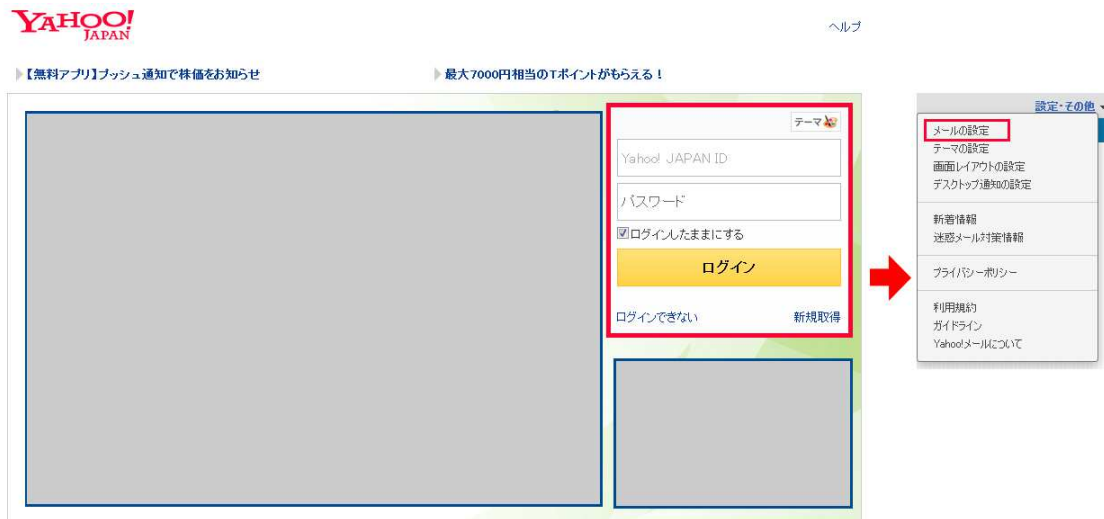 YAHOO!
JAPAN
ヘルプ
【無料アプリ】プッシュ通知で株価をお知らせ
最大7000円相当のTポイントがもらえる!
テーマ
Yahoo! JAPAN ID
パスワード
ログインしたままにする
ログイン
ログインできない
新規取得
設定・その他
メールの設定
テーマの設定
画面レイアウトの設定
デスクトップ通知の設定
新着情報
迷惑メール対策情報
プライバシーポリシー
利用規約
ガイドライン
Yahoo!メールについて